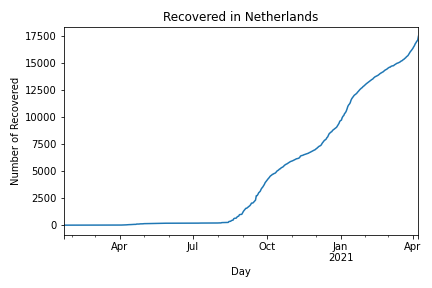 Recovered in Netherlands
17500
15000
12500
10000
7500
5000
2500
0
Number of Recovered
Apr
Jul
Oct
Jan
2021
Apr
Day